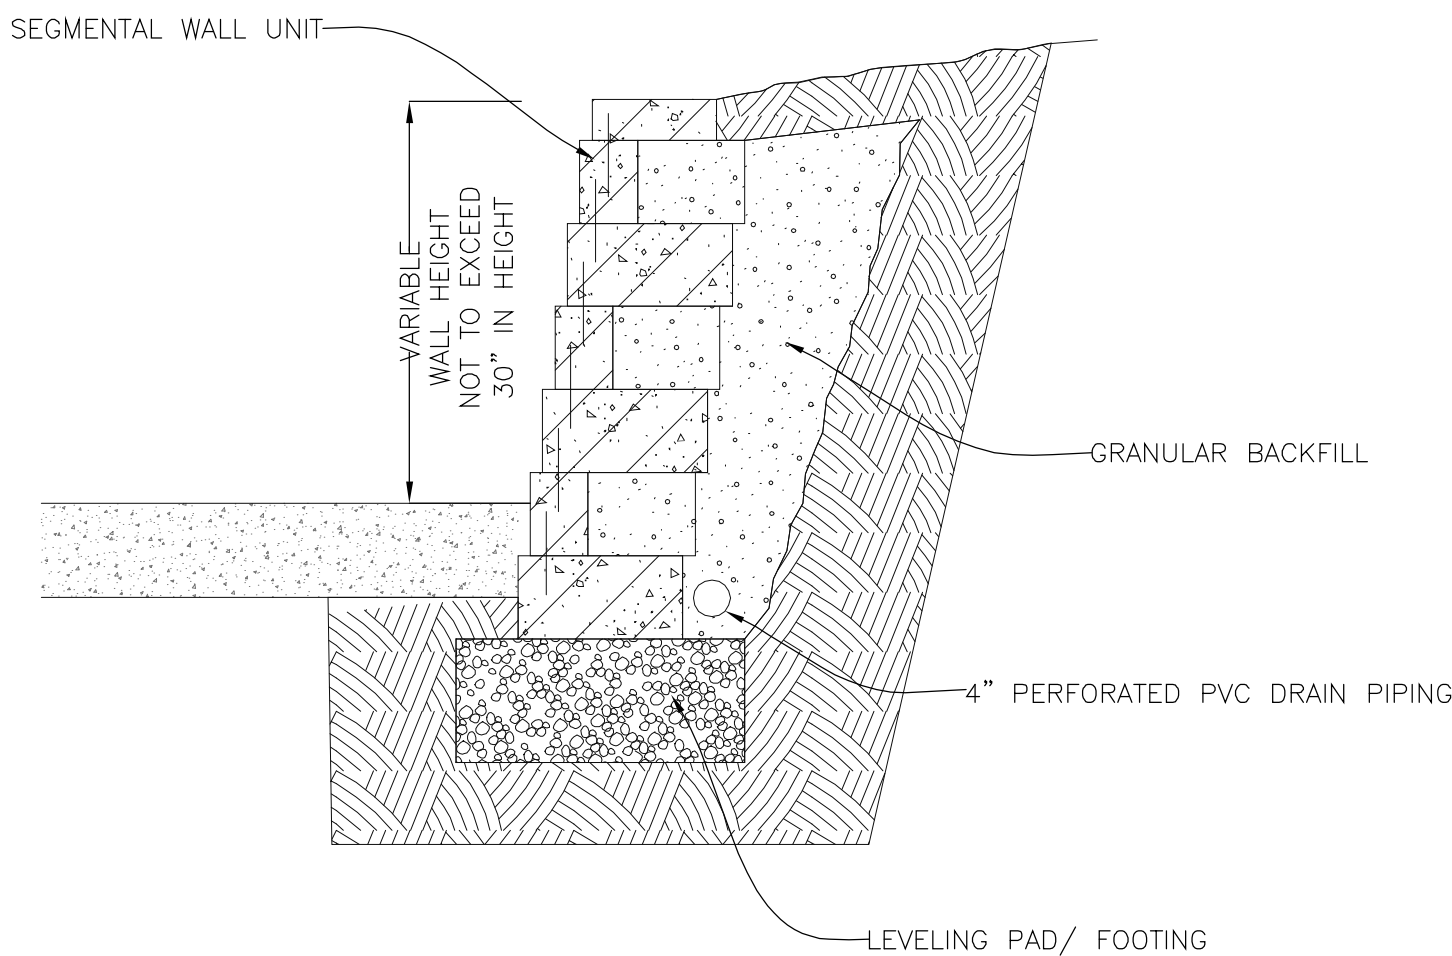 SEGMENTAL WALL UNIT
VARIABLE
WALL HEIGHT
NOT TO EXCEED
30” IN HEIGHT
GRANULAR BACKFILL
4” PERFORATED PVC DRAIN PIPING
LEVELING PAD/ FOOTING